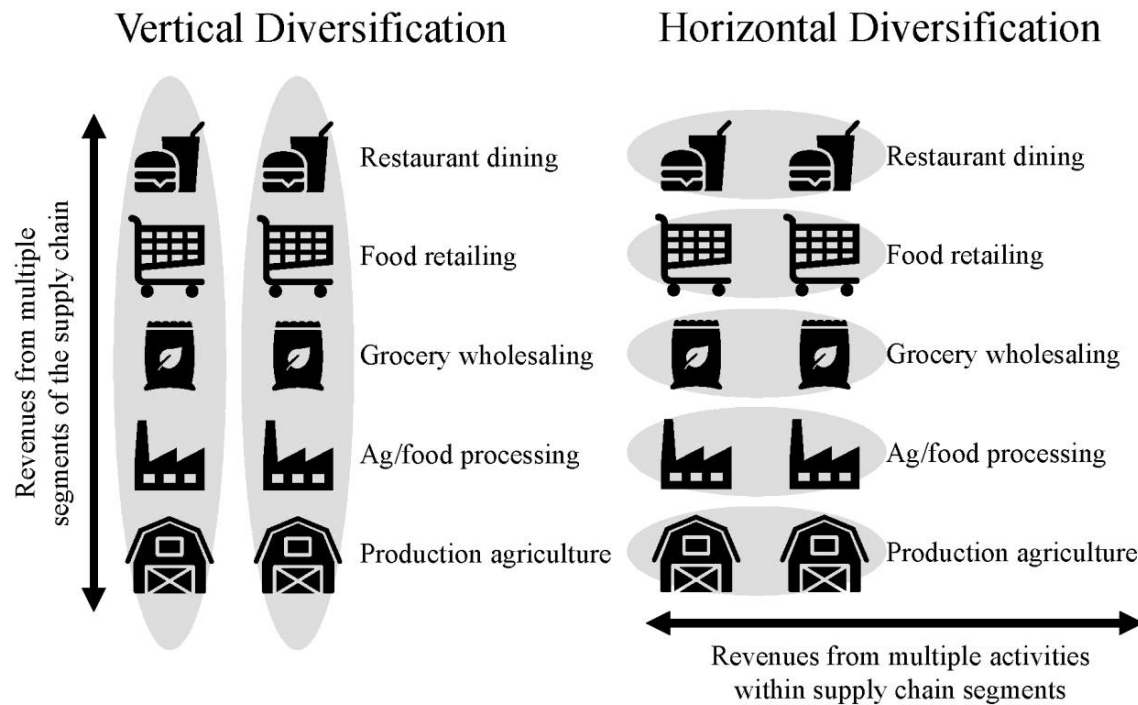 Vertical Diversification
Revenues from multiple
segments of the supply chain
Restaurant dining
Food retailing
Grocery wholesaling
Ag/food processing
Production agriculture
Horizontal Diversification
Restaurant dining
Food retailing
Grocery wholesaling
Ag/food processing
Production agriculture
Revenues from multiple activities
within supply chain segments